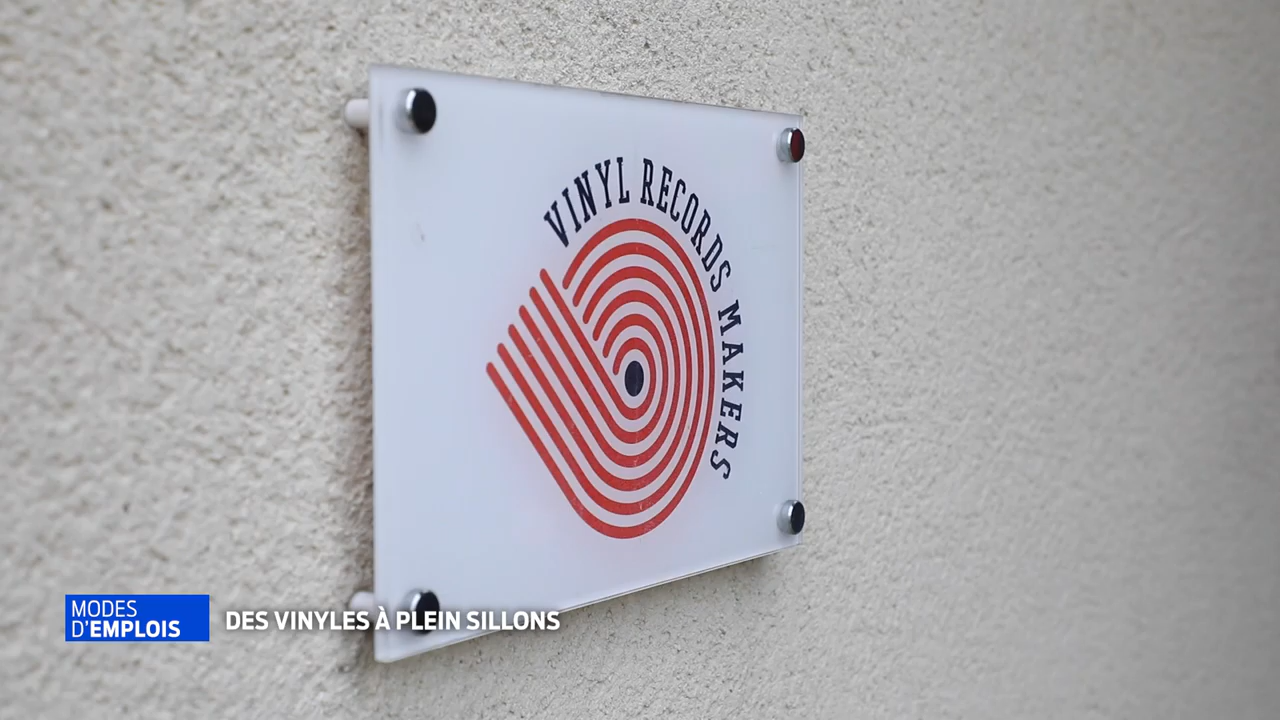 VINYL RECORDS MAKERS
MODES
D'EMPLOIS
DES VINYLES À PLEIN SILLONS